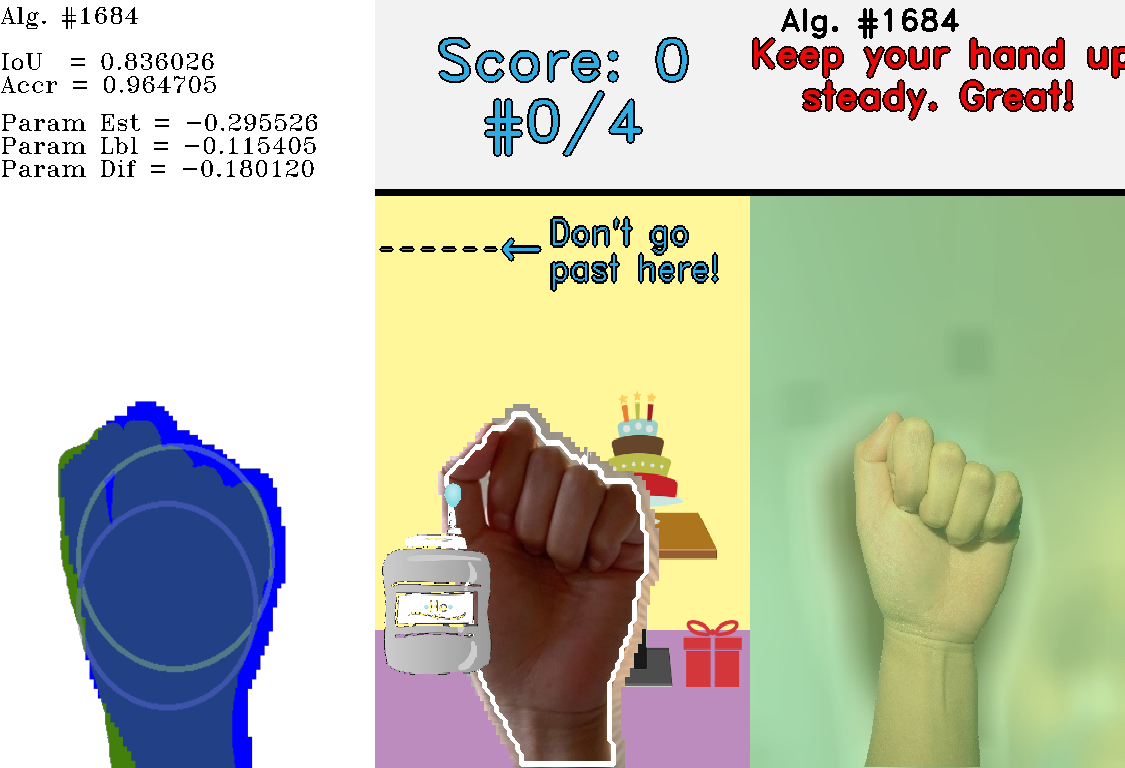 Alg. #1684
IoU = 0.836026
Accr = 0.964705
Param Est = −0.295526
Param Lbl = −0.115405
Param Dif = −0.180120
Score: 0
#0/4
Alg. #1684
Keep your hand up
steady. Great!
Don't go
past here!